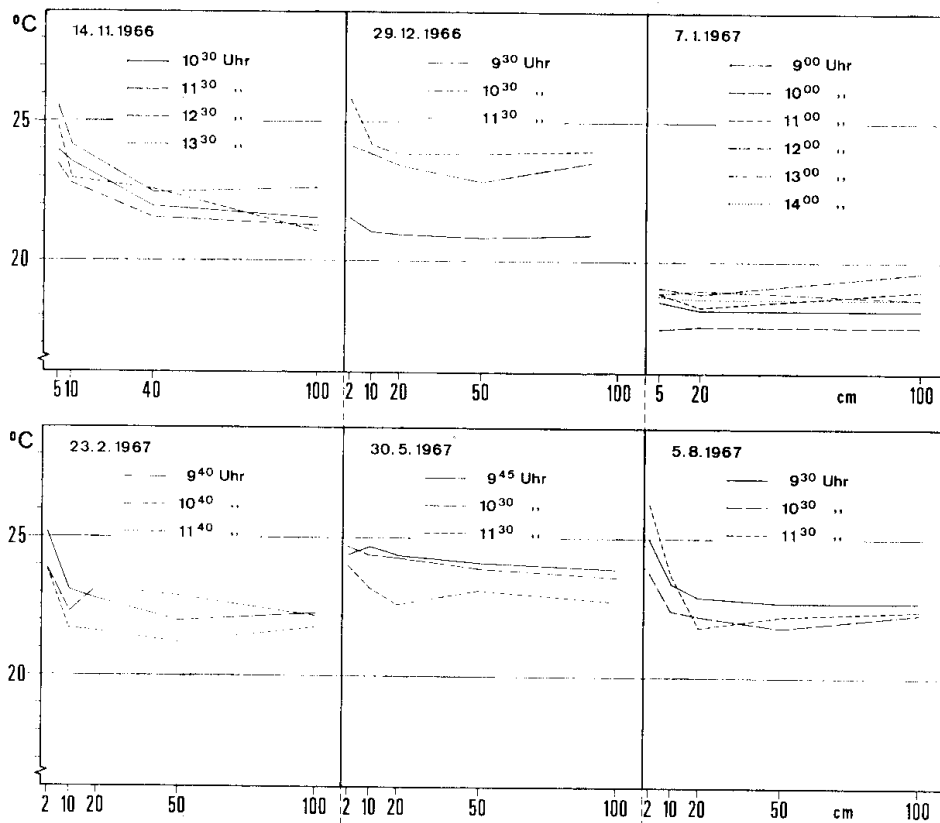 °C
14.11.1966
10³⁰ Uhr
11³⁰ „
12³⁰ „
13³⁰ „
29.12.1966
9³⁰ Uhr
10³⁰ „
11³⁰ „
7.1.1967
9⁰⁰ Uhr
10⁰⁰ „
11⁰⁰ „
12⁰⁰ „
13⁰⁰ „
14⁰⁰ „
25
20
5 10 40 100
2 10 20 50 100
5 20 cm 100
°C
23.2.1967
9⁴⁰ Uhr
10⁴⁰ „
11⁴⁰ „
30.5.1967
9⁴⁵ Uhr
10³⁰ „
11³⁰ „
5.8.1967
9³⁰ Uhr
10³⁰ „
11³⁰ „
25
20
2 10 20 50 100
2 10 20 50 100
2 10 20 50 cm 100